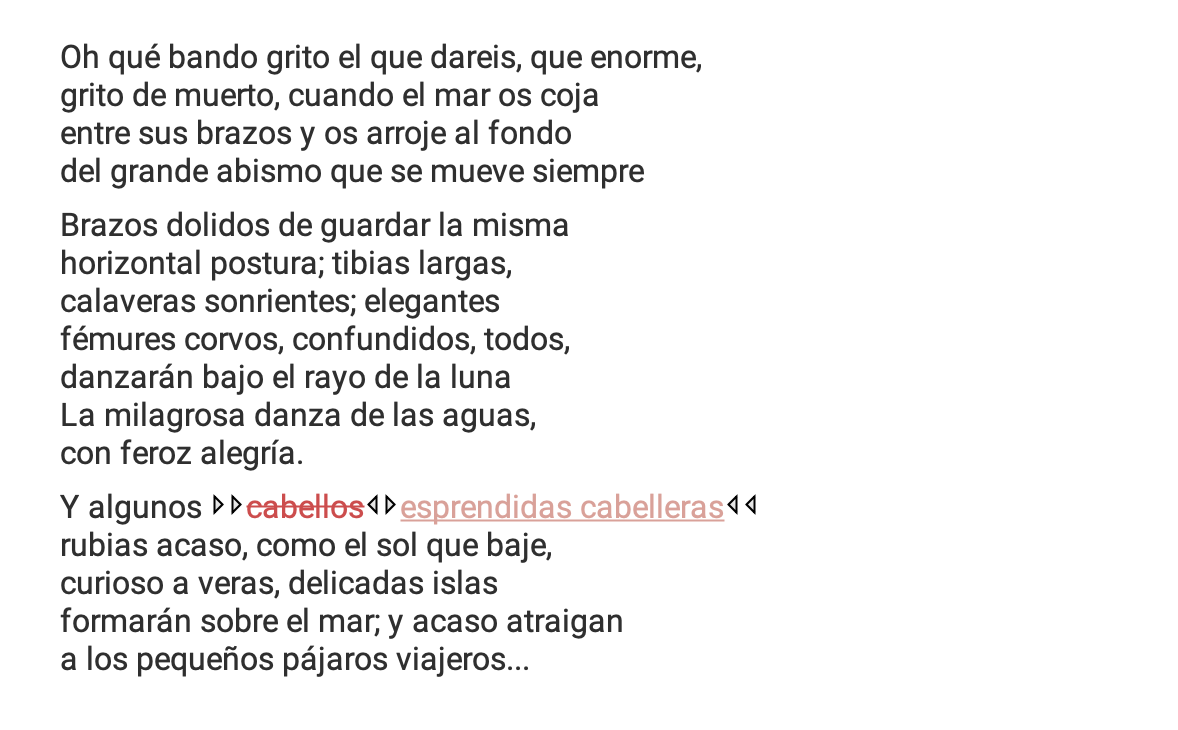 Oh qué bando grito el que dareis, que enorme,
grito de muerto, cuando el mar os coja
entre sus brazos y os arroje al fondo
del grande abismo que se mueve siempre
Brazos dolidos de guardar la misma
horizontal postura; tibias largas,
calaveras sonrientes; elegantes
fémures corvos, confundidos, todos,
danzarán bajo el rayo de la luna
La milagrosa danza de las aguas,
con feroz alegría.
Y algunos cabellos esprendidas cabelleras
rubias acaso, como el sol que baje,
curioso a veras, delicadas islas
formarán sobre el mar; y acaso atraigan
a los pequeños pájaros viajeros...